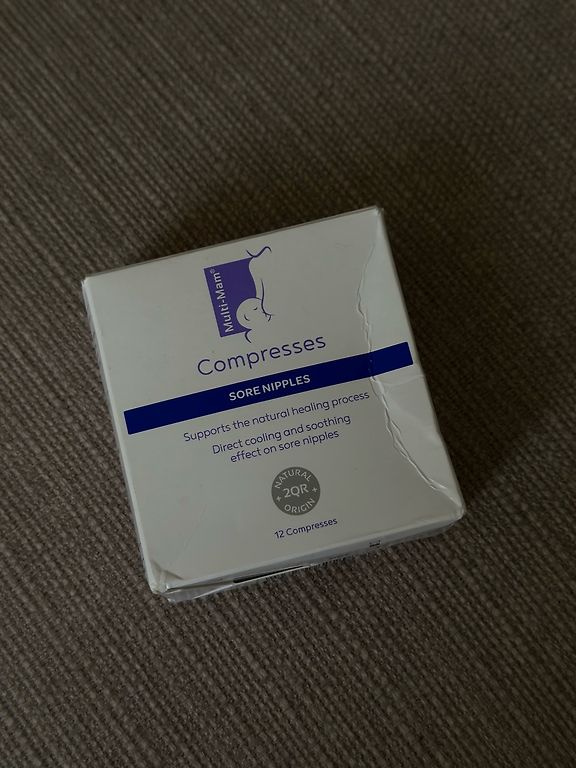 Multi-Mam®
Compresses
SORE NIPPLES
Supports the natural healing process
Direct cooling and soothing
effect on sore nipples
NATURAL
2QR
ORIGIN
12 Compresses